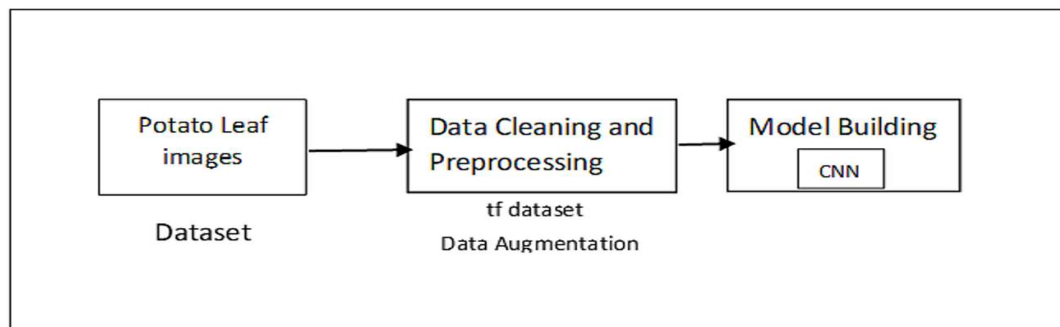 Potato Leaf
images
Dataset
Data Cleaning and
Preprocessing
tf dataset
Data Augmentation
Model Building
CNN